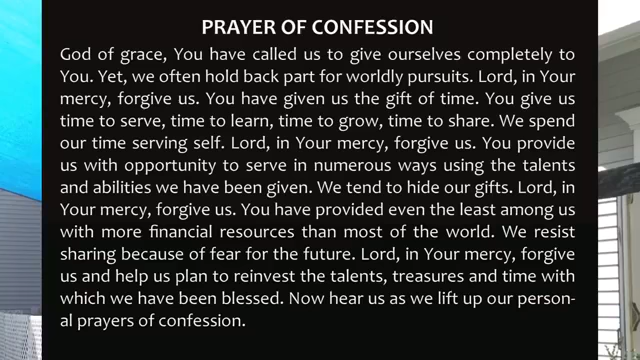 PRAYER OF CONFESSION
God of grace, You have called us to give ourselves completely to
You. Yet, we often hold back part for worldly pursuits. Lord, in Your
mercy, forgive us. You have given us the gift of time. You give us
time to serve, time to learn, time to grow, time to share. We spend
our time serving self. Lord, in Your mercy, forgive us. You provide
us with opportunity to serve in numerous ways using the talents
and abilities we have been given. We tend to hide our gifts. Lord, in
Your mercy, forgive us. You have provided even the least among us
with more financial resources than most of the world. We resist
sharing because of fear for the future. Lord, in Your mercy, forgive
us and help us plan to reinvest the talents, treasures and time with
which we have been blessed. Now hear us as we lift up our person-
al prayers of confession.